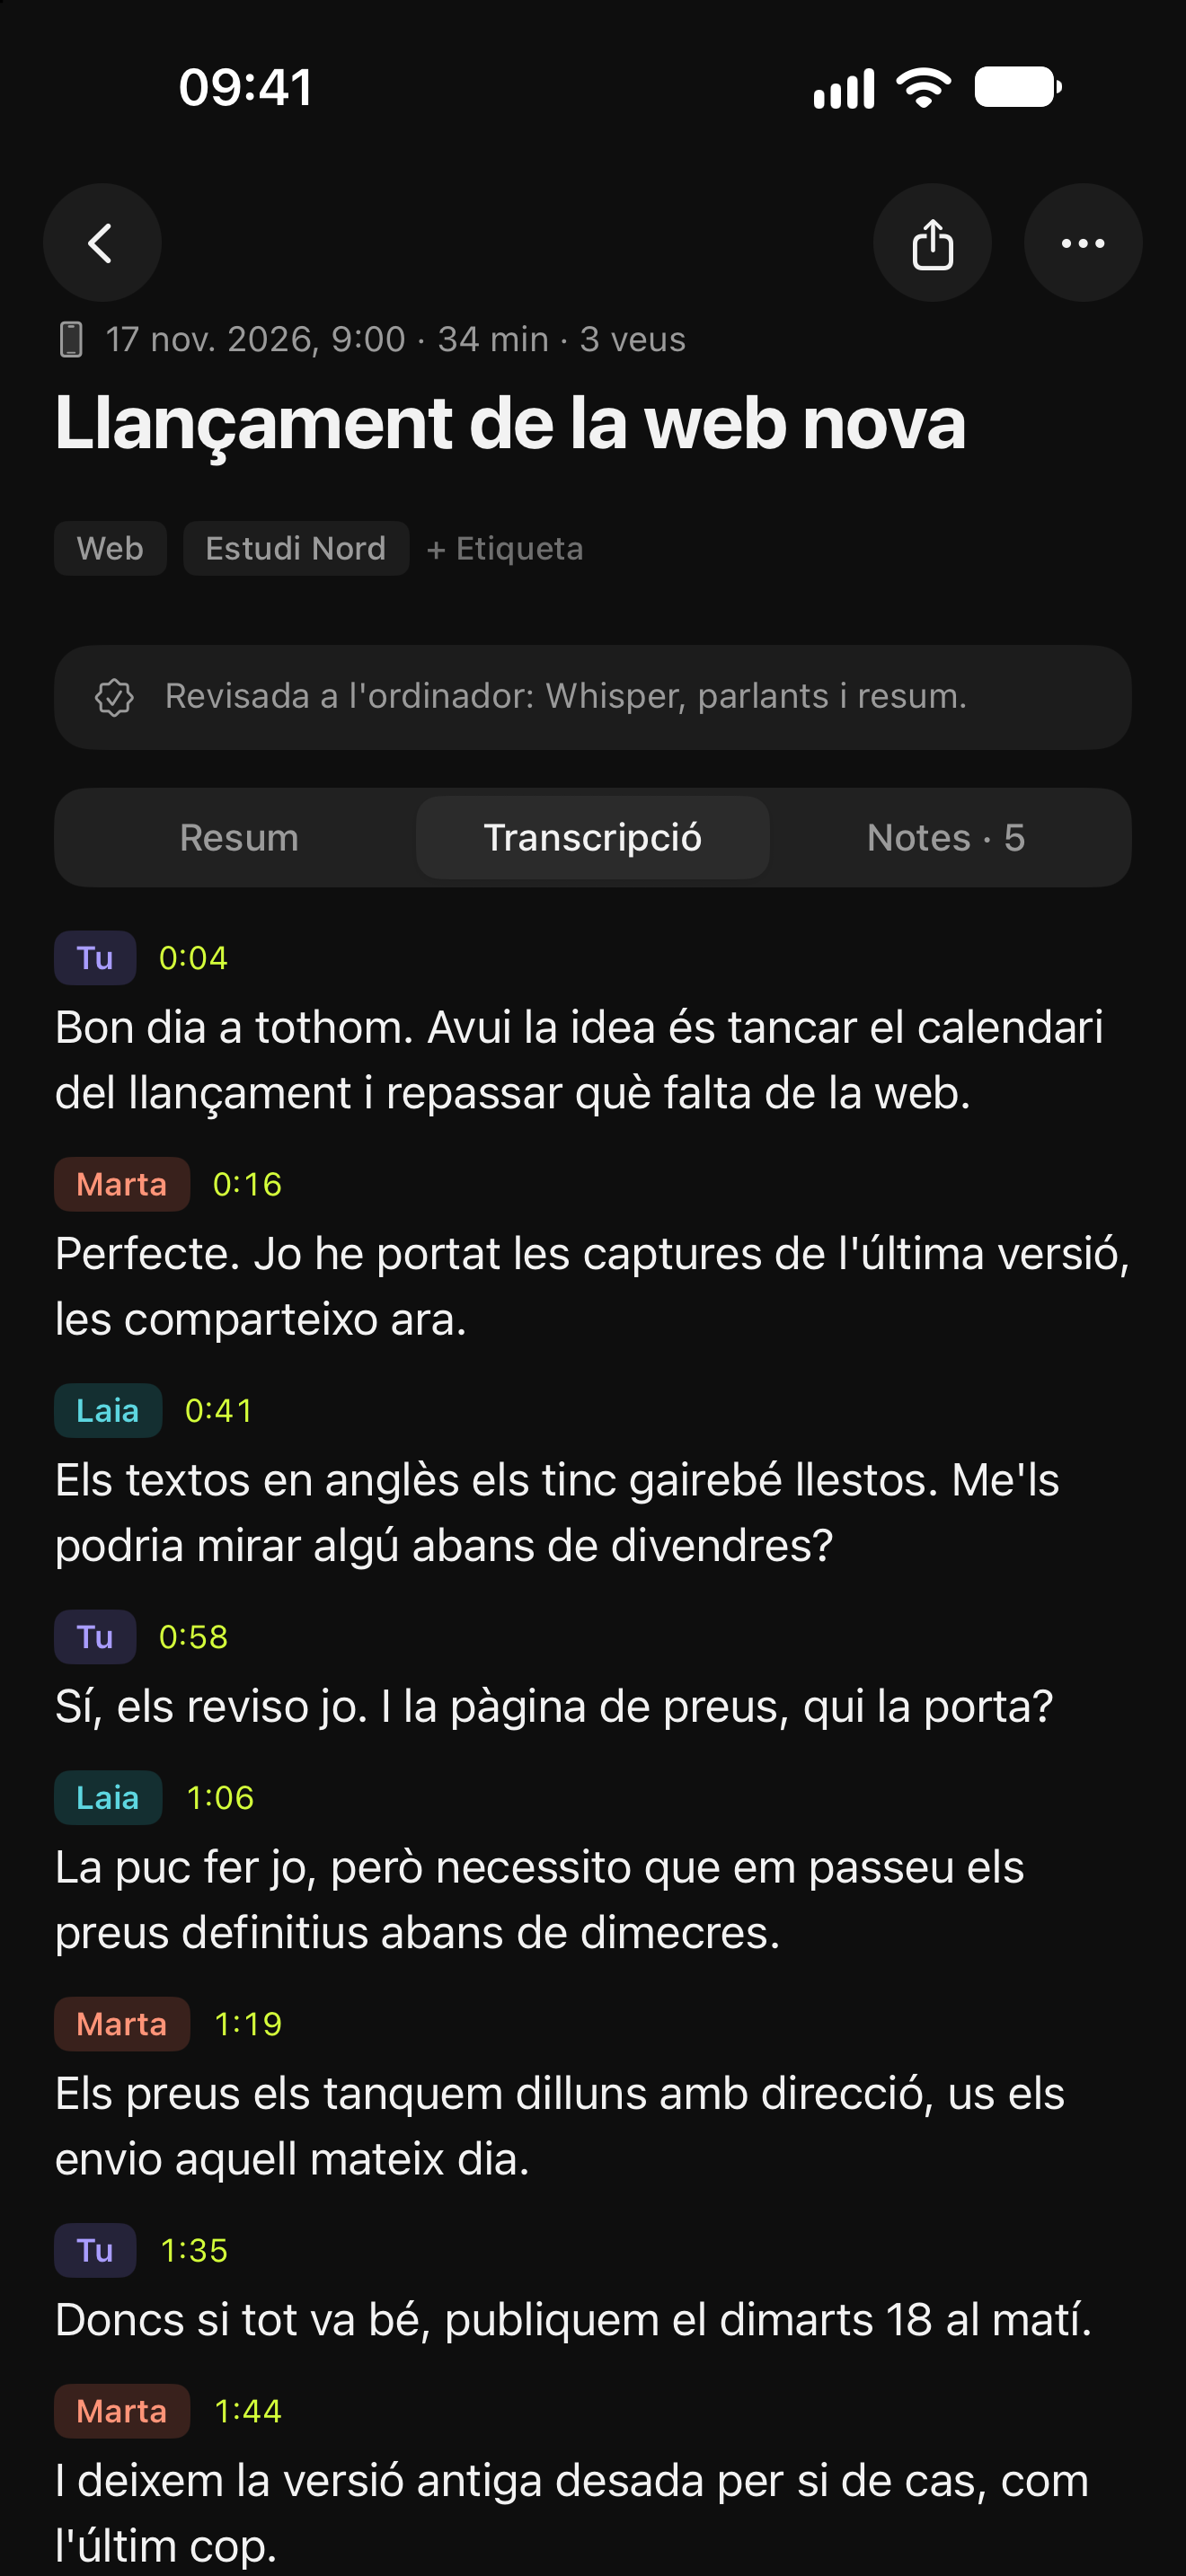 09:41
17 nov. 2026, 9:00 · 34 min · 3 veus
Llançament de la web nova
Web
Estudi Nord
+ Etiqueta
Revisada a l'ordinador: Whisper, parlants i resum.
Resum
Transcripció
Notes · 5
Tu 0:04
Bon dia a tothom. Avui la idea és tancar el calendari
del llançament i repassar què falta de la web.
Marta 0:16
Perfecte. Jo he portat les captures de l'última versió,
les comparteixo ara.
Laia 0:41
Els textos en anglès els tinc gairebé llestos. Me'ls
podria mirar algú abans de divendres?
Tu 0:58
Sí, els reviso jo. I la pàgina de preus, qui la porta?
Laia 1:06
La puc fer jo, però necessito que em passeu els
preus definitius abans de dimecres.
Marta 1:19
Els preus els tanquem dilluns amb direcció, us els
envio aquell mateix dia.
Tu 1:35
Doncs si tot va bé, publiquem el dimarts 18 al matí.
Marta 1:44
I deixem la versió antiga desada per si de cas, com
l'últim cop.